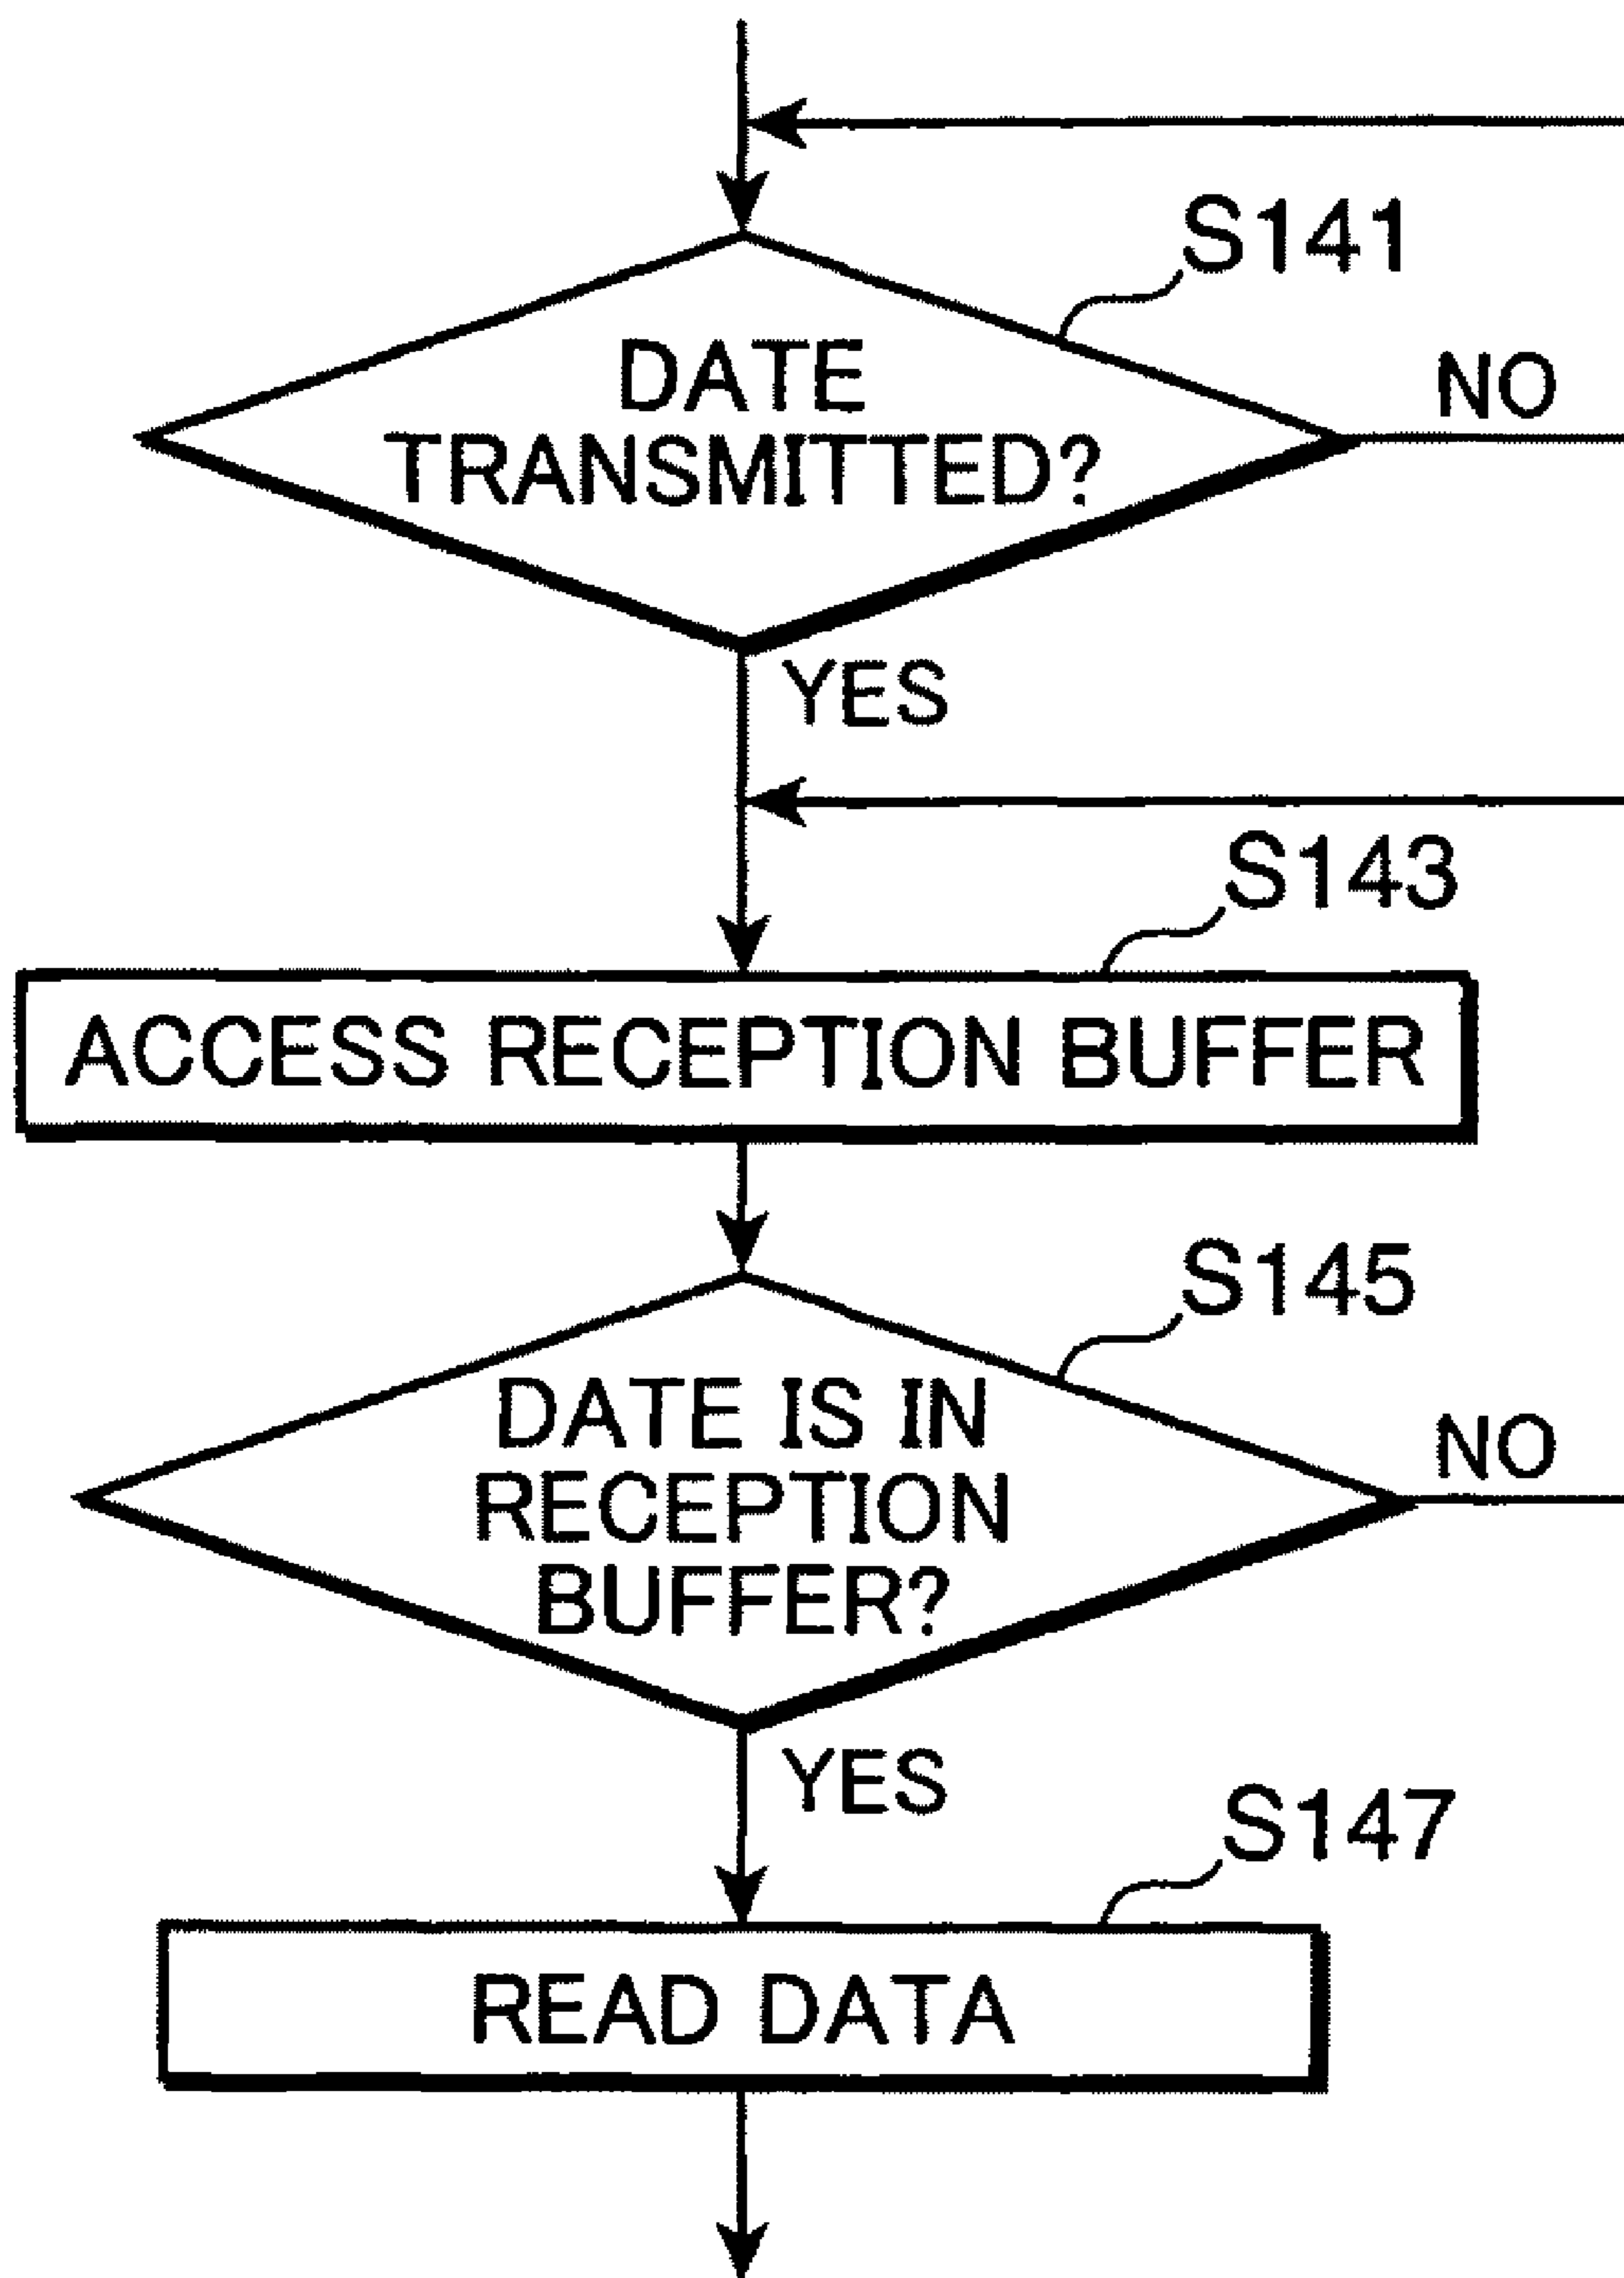 S141
DATE
TRANSMITTED?
NO
YES
S143
ACCESS RECEPTION BUFFER
S145
DATE IS IN
RECEPTION
BUFFER?
NO
YES
S147
READ DATA